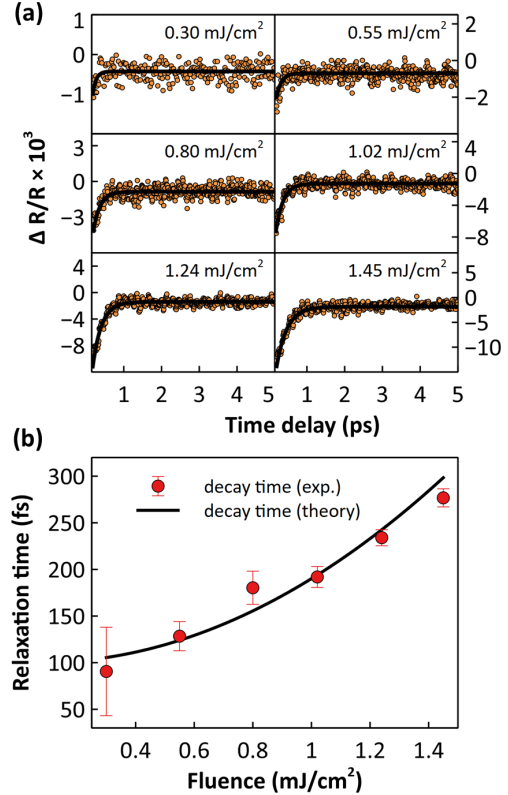 (a)
1
0
−1
0.30 mJ/cm²
0.55 mJ/cm²
2
0
−2
3
0
−3
0.80 mJ/cm²
1.02 mJ/cm²
4
0
−4
−8
4
0
−4
−8
1.24 mJ/cm²
1.45 mJ/cm²
5
0
−5
−10
Δ R/R × 10³
1 2 3 4 5 1 2 3 4 5
Time delay (ps)
(b)
300
250
200
150
100
50
Relaxation time (fs)
decay time (exp.)
decay time (theory)
0.4 0.6 0.8 1 1.2 1.4
Fluence (mJ/cm²)